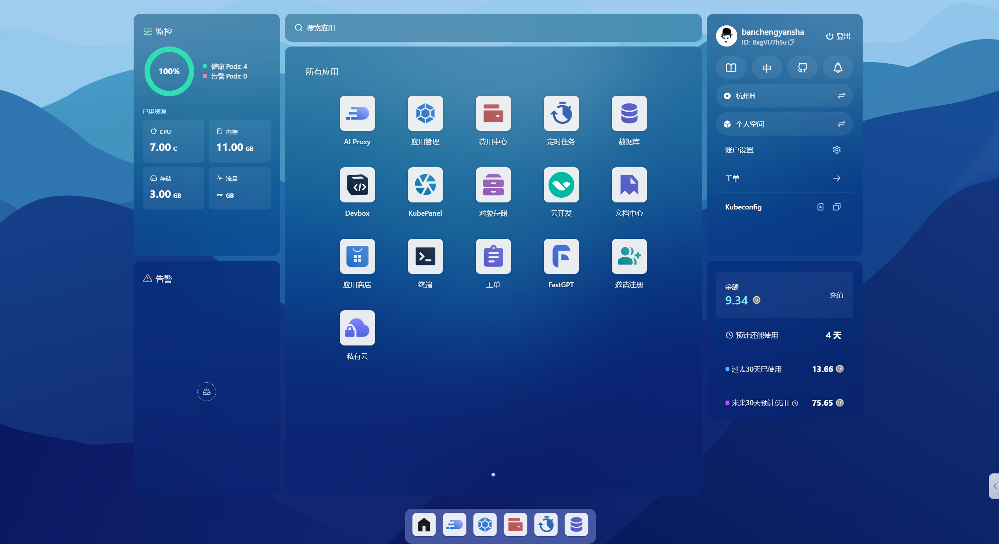 监控
100%
健康 Pods: 4
告警 Pods: 0
已用资源
CPU
7.00 C
内存
11.00 GB
存储
3.00 GB
流量
~ GB
告警
搜索应用
所有应用
AI Proxy
应用管理
费用中心
定时任务
数据库
Devbox
KubePanel
对象存储
云开发
文档中心
应用商店
终端
工单
FastGPT
邀请注册
私有云
banchengyansha
ID:_BxgVU7h5u
登出
中
杭州H
个人空间
账户设置
工单
Kubeconfig
余额
9.34
充值
预计还能使用
4 天
过去30天已使用
13.66
未来30天预计使用
75.65